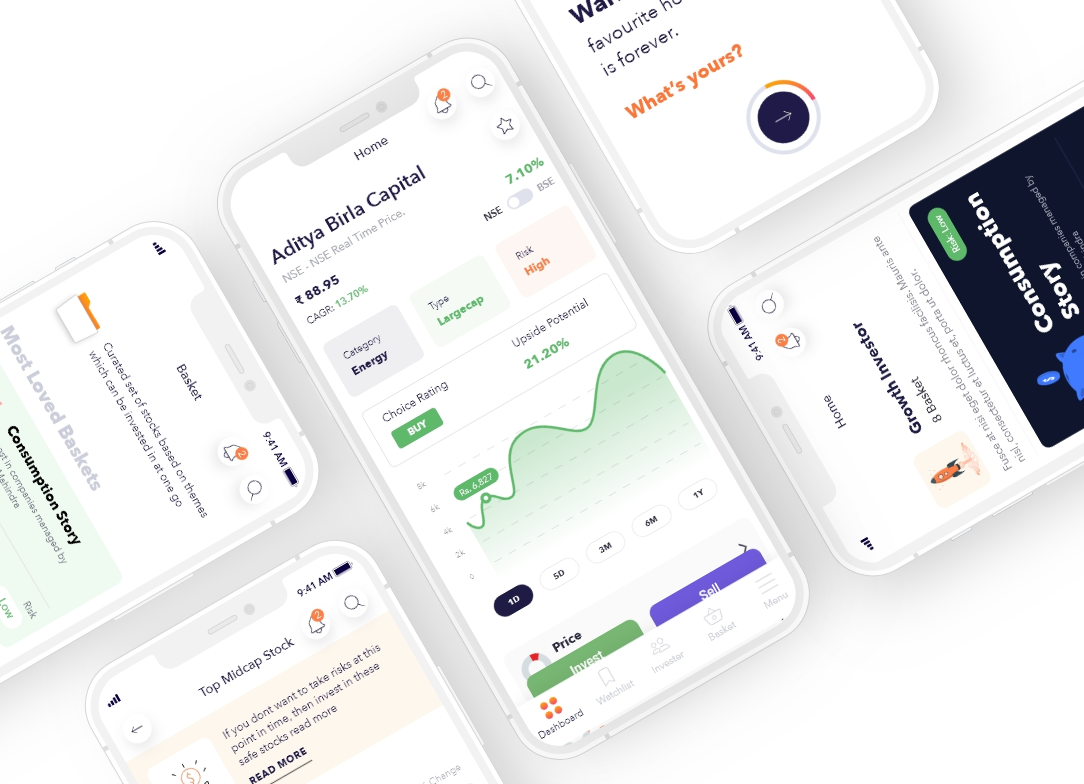 Home
2
Aditya Birla Capital
NSE - NSE Real Time Price.
7.10%
₹ 88.95
NSE
BSE
CAGR: 13.70%
Category
Energy
Type
Largecap
Risk
High
Choice Rating
BUY
Upside Potential
21.20%
8k
6k
4k
2k
0
Rs. 6,827
1D
5D
3M
6M
1Y
Price
Invest
Sell
Dashboard
Watchlist
Investor
Basket
Menu
favourite
is forever.
What's yours?
9:41 AM
2
Home
Growth Investor
8 Basket
Fusce at nisi eget dolor rhoncus facilisis. Mauris ante
nisl, consectetur et luctus et, porta ut dolor.
Risk: Low
Consumption
Story
companies managed by
$
9:41 AM
2
Basket
Curated set of stocks based on themes
which can be invested in at one go
Most Loved Baskets
Consumption Story
in companies managed by
Mahindra
Risk
Low
9:41 AM
2
Top Midcap Stock
If you dont want to take risks at this
point in time, then invest in these
safe stocks read more
READ MORE
$
Change